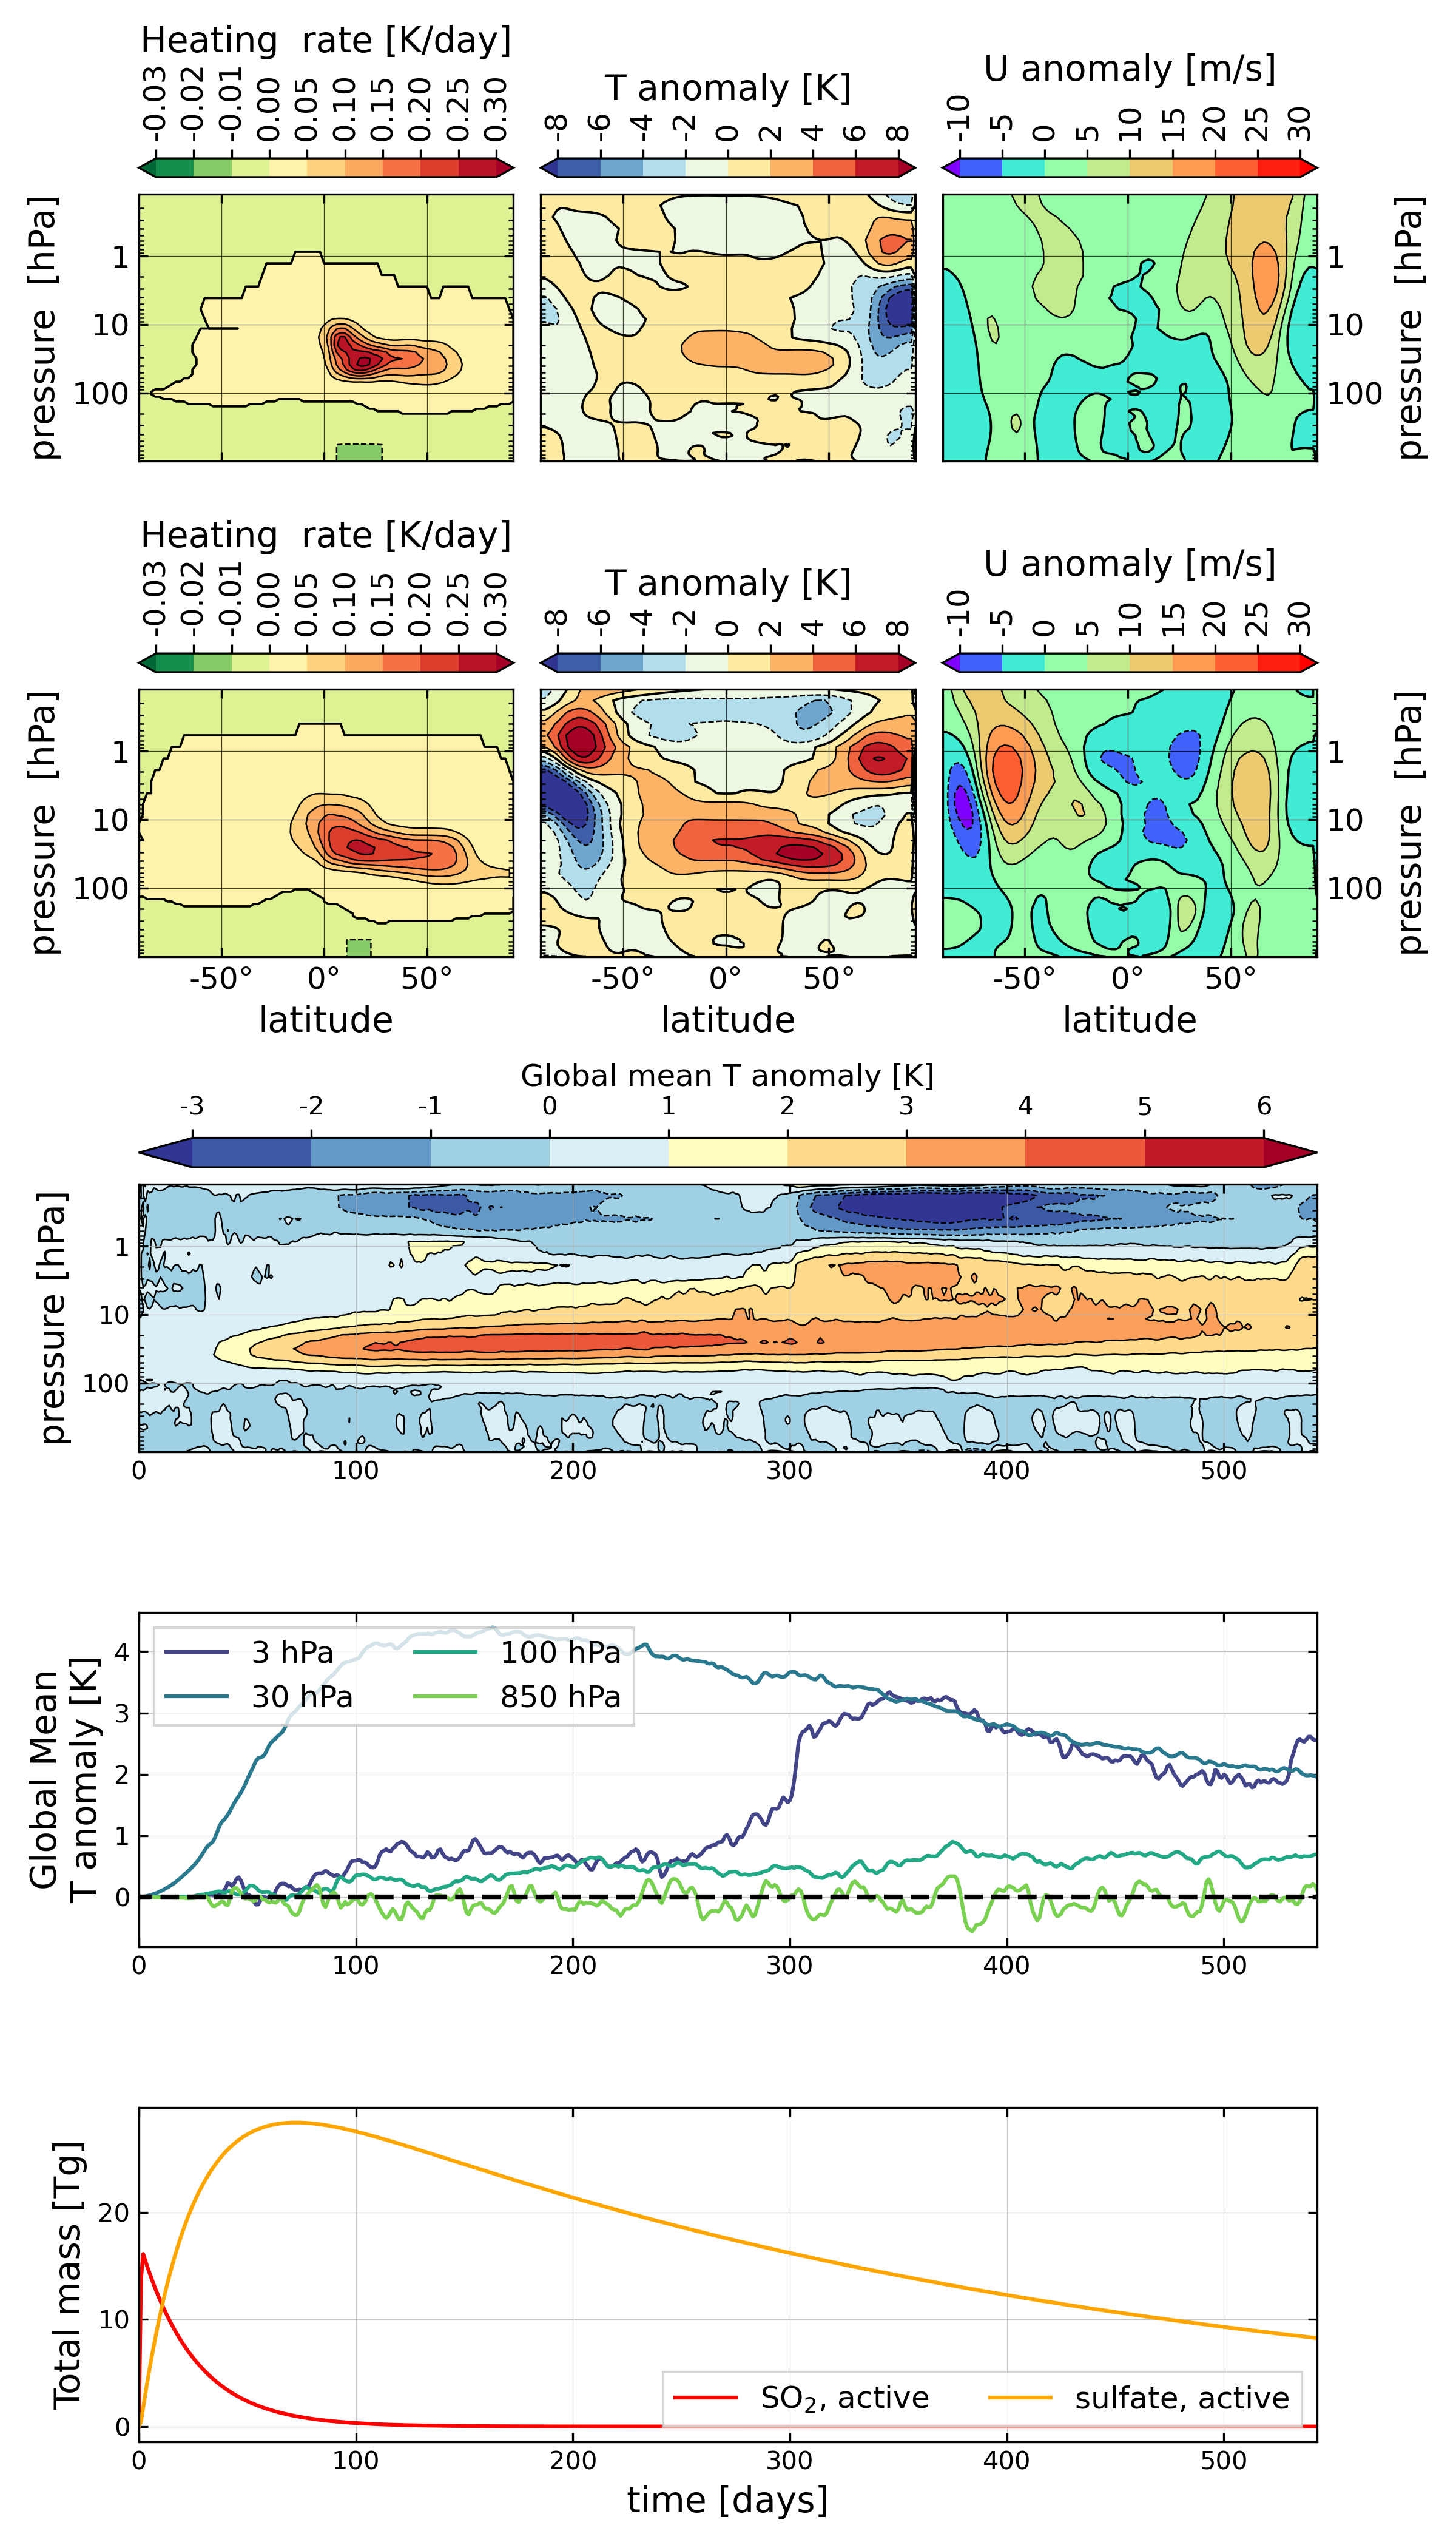 Heating  rate [K/day]
T anomaly [K]
U anomaly [m/s]
-0.03 -0.02 -0.01 0.00 0.05 0.10 0.15 0.20 0.25 0.30
-8 -6 -4 -2 0 2 4 6 8
-10 -5 0 5 10 15 20 25 30
pressure  [hPa]
1
10
100
1
10
100
pressure  [hPa]
Heating  rate [K/day]
T anomaly [K]
U anomaly [m/s]
-0.03 -0.02 -0.01 0.00 0.05 0.10 0.15 0.20 0.25 0.30
-8 -6 -4 -2 0 2 4 6 8
-10 -5 0 5 10 15 20 25 30
pressure  [hPa]
1
10
100
1
10
100
pressure  [hPa]
-50° 0° 50°
-50° 0° 50°
-50° 0° 50°
latitude
latitude
latitude
Global mean T anomaly [K]
-3 -2 -1 0 1 2 3 4 5 6
pressure [hPa]
1
10
100
0 100 200 300 400 500
Global Mean
T anomaly [K]
4
3
2
1
0
3 hPa
30 hPa
100 hPa
850 hPa
0 100 200 300 400 500
Total mass [Tg]
20
10
0
SO₂, active
sulfate, active
0 100 200 300 400 500
time [days]